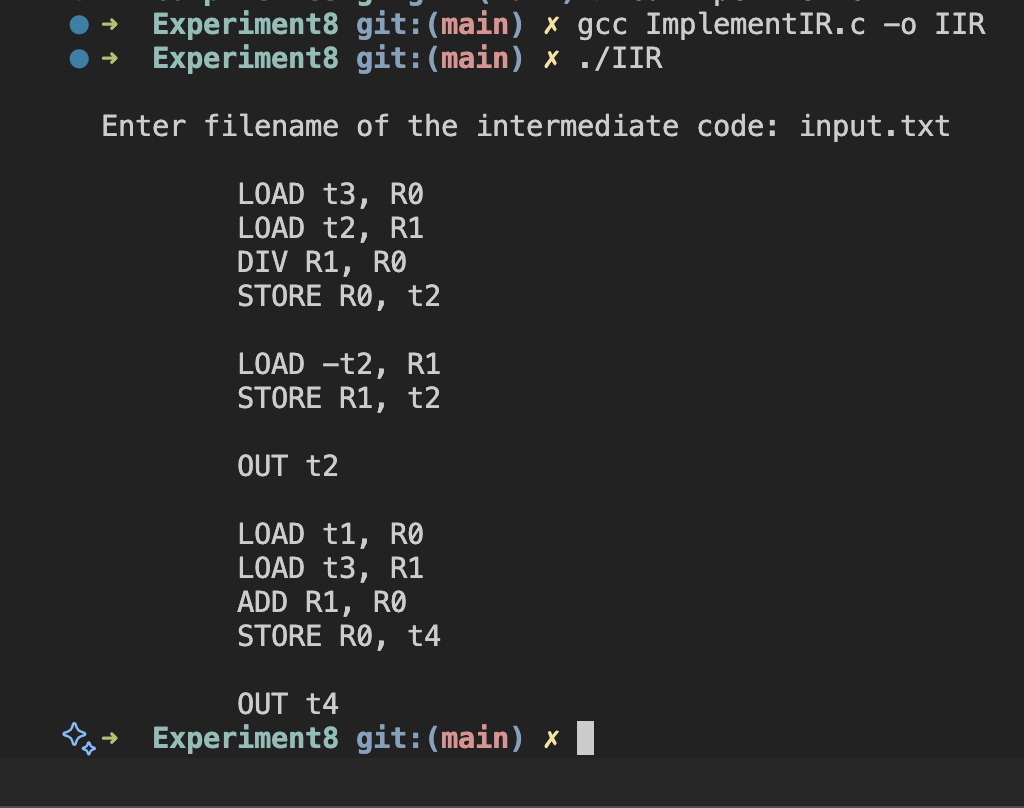 Experiment8 git:(main) ✗ gcc ImplementIR.c -o IIR
Experiment8 git:(main) ✗ ./IIR
Enter filename of the intermediate code: input.txt
LOAD t3, R0
LOAD t2, R1
DIV R1, R0
STORE R0, t2
LOAD -t2, R1
STORE R1, t2
OUT t2
LOAD t1, R0
LOAD t3, R1
ADD R1, R0
STORE R0, t4
OUT t4
Experiment8 git:(main) ✗